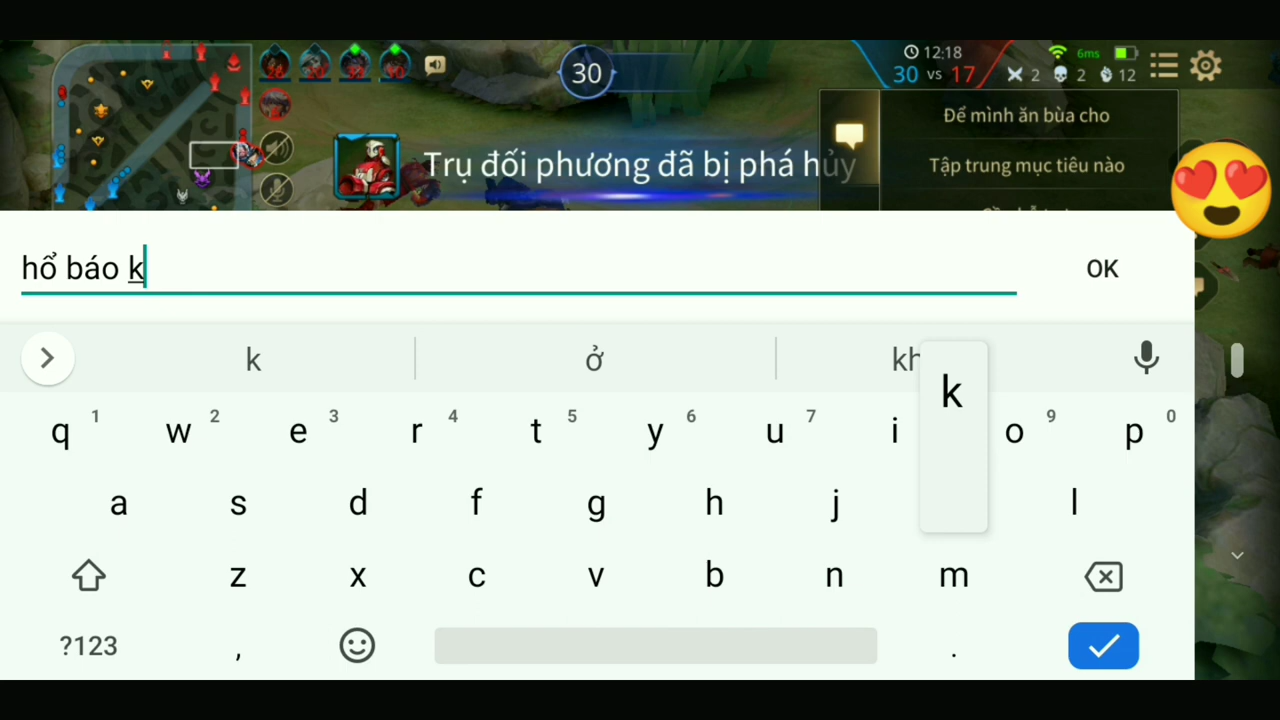 30
12:18
6ms
30 vs 17
2
2
12
Để mình ăn bùa cho
Tập trung mục tiêu nào
Trụ đối phương đã bị phá hủy
hổ báo k
OK
k
ở
kh
k
q 1 w 2 e 3 r 4 t 5 y 6 u 7 i o 9 p 0
a s d f g h j l
z x c v b n m
?123 , .